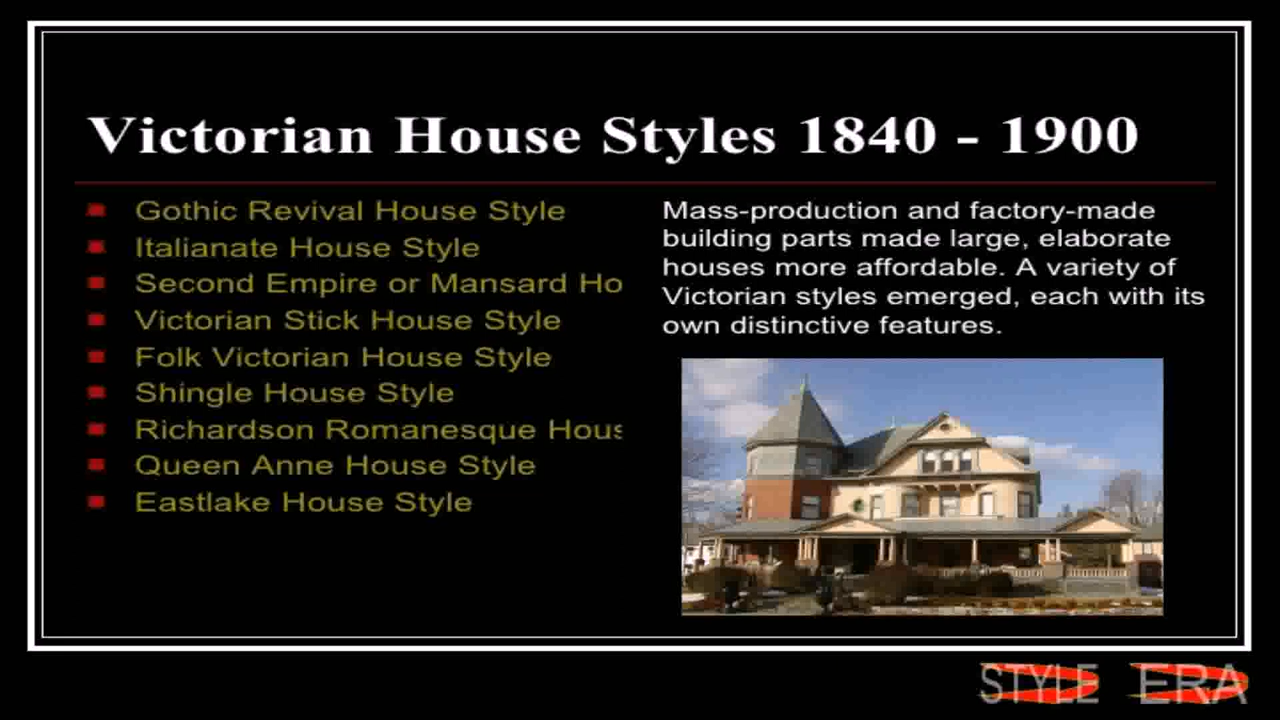 Victorian House Styles 1840 - 1900
Gothic Revival House Style
Italianate House Style
Second Empire or Mansard Ho
Victorian Stick House Style
Folk Victorian House Style
Shingle House Style
Richardson Romanesque Hous
Queen Anne House Style
Eastlake House Style
Mass-production and factory-made
building parts made large, elaborate
houses more affordable. A variety of
Victorian styles emerged, each with its
own distinctive features.
STYLE ERA